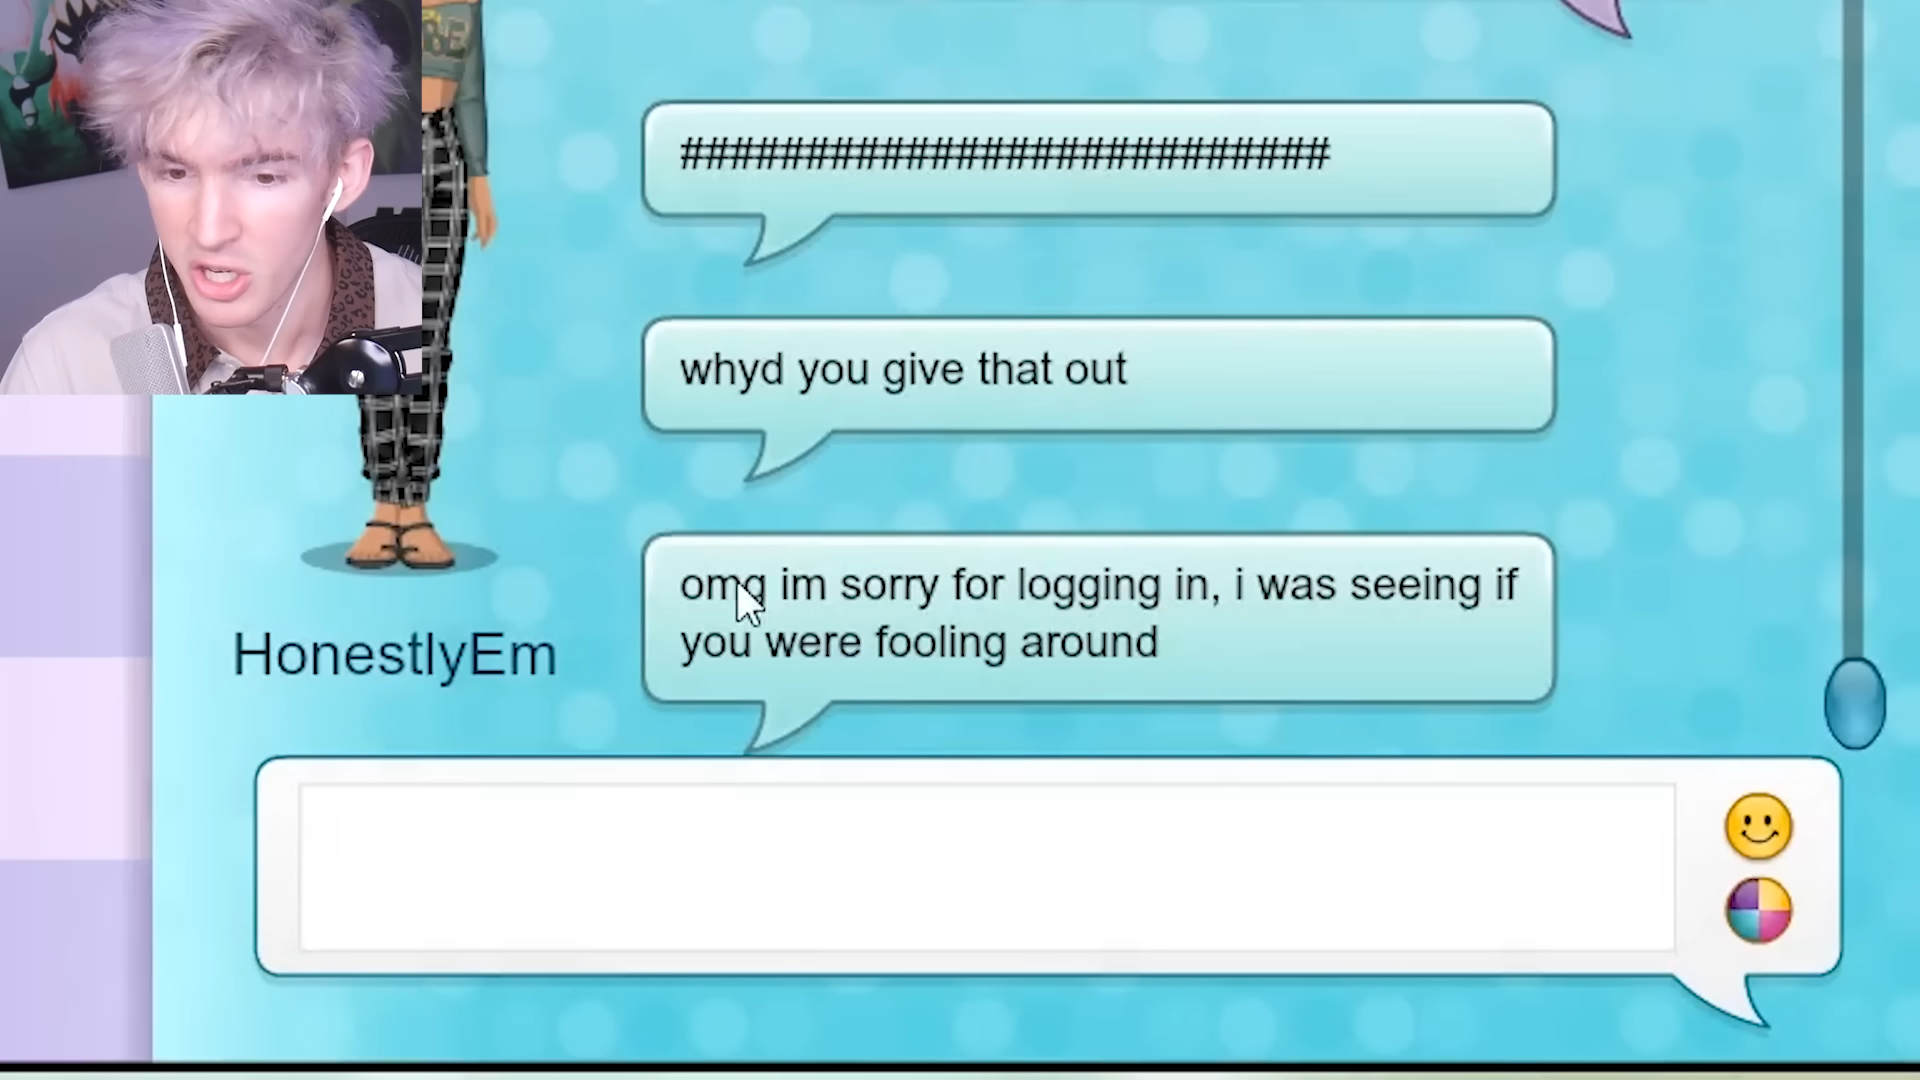 ##########################
whyd you give that out
omg im sorry for logging in, i was seeing if
you were fooling around
HonestlyEm